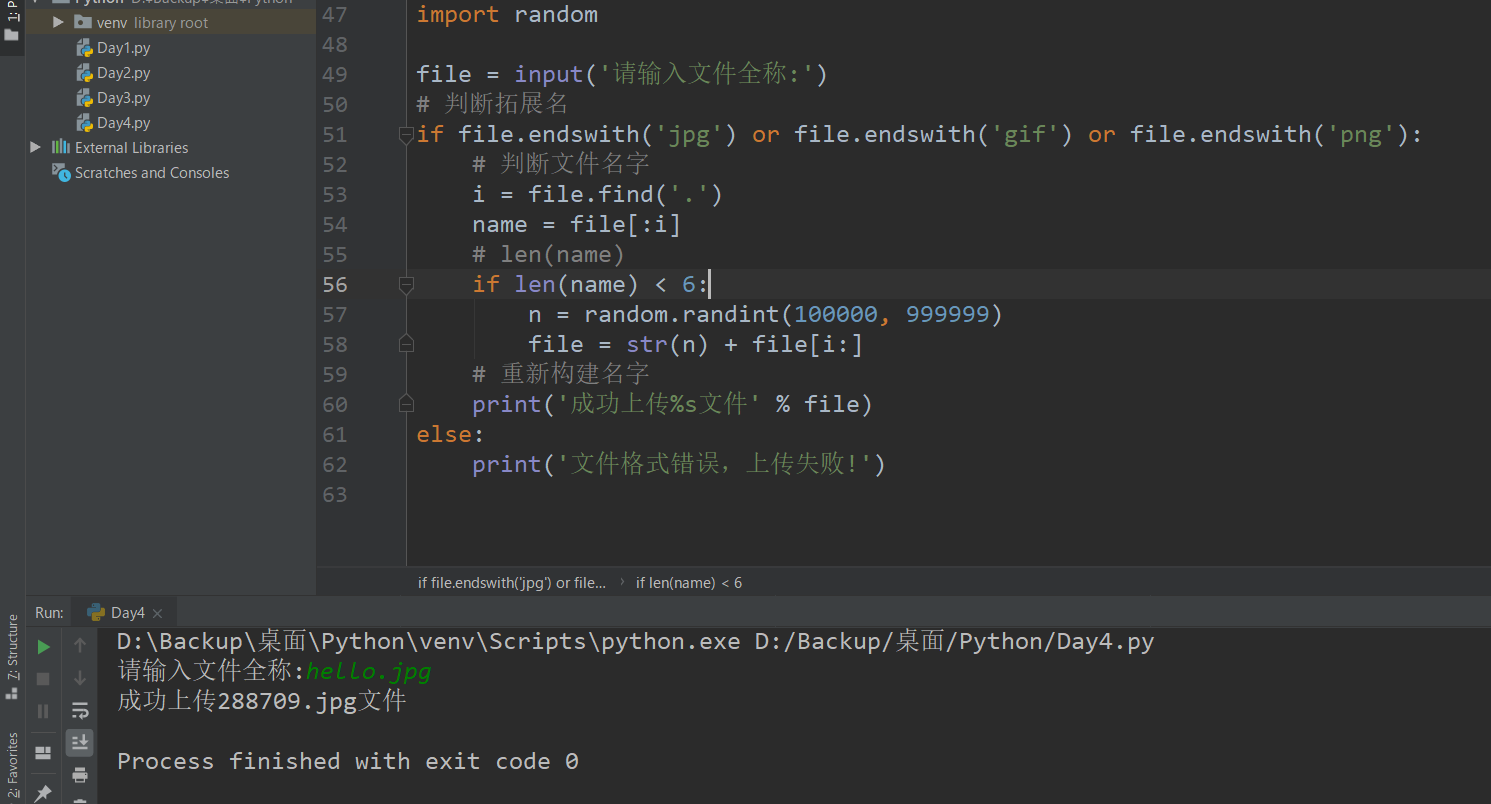 1: P
Python D:\Backup\桌面\Python
venv library root
Day1.py
Day2.py
Day3.py
Day4.py
External Libraries
Scratches and Consoles
47 import random
48
49 file = input('请输入文件全称:')
50 # 判断拓展名
51 if file.endswith('jpg') or file.endswith('gif') or file.endswith('png'):
52 # 判断文件名字
53 i = file.find('.')
54 name = file[:i]
55 # len(name)
56 if len(name) < 6:
57 n = random.randint(100000, 999999)
58 file = str(n) + file[i:]
59 # 重新构建名字
60 print('成功上传%s文件' % file)
61 else:
62 print('文件格式错误，上传失败!')
63
if file.endswith('jpg') or file... › if len(name) < 6
Run: Day4
7: Structure
2: Favorites
D:\Backup\桌面\Python\venv\Scripts\python.exe D:/Backup/桌面/Python/Day4.py
请输入文件全称:hello.jpg
成功上传288709.jpg文件
Process finished with exit code 0